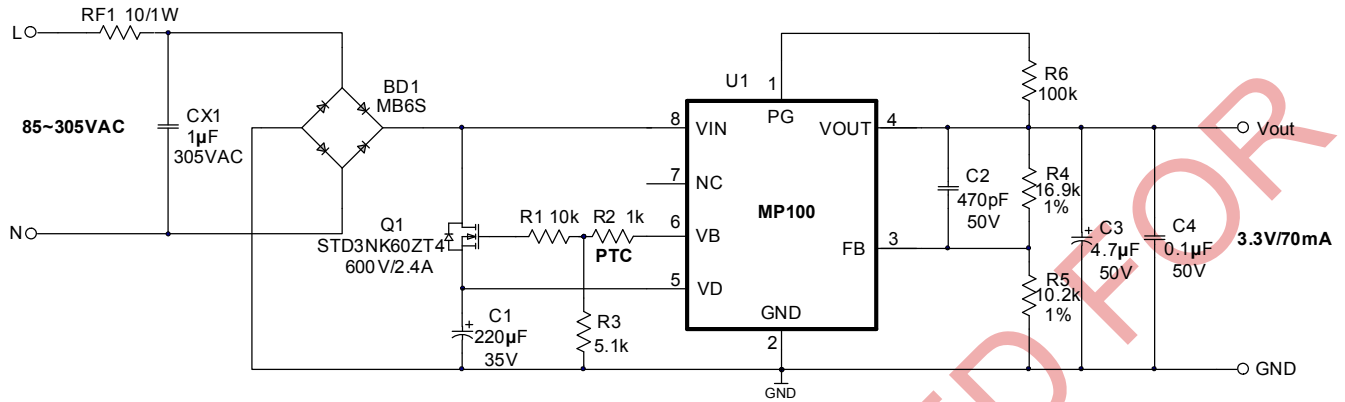 RF1 10/1W
L
85~305VAC
CX1
1µF
305VAC
N
BD1
MB6S
Q1
STD3NK60ZT4
600V/2.4A
R1 10k
R2 1k
PTC
R3
5.1k
C1
220µF
35V
+
U1
1
PG
8
VIN
VOUT
4
7
NC
MP100
6
VB
FB
3
5
VD
GND
2
GND
R6
100k
C2
470pF
50V
R4
16.9k
1%
R5
10.2k
1%
+
C3
4.7µF
50V
C4
0.1µF
50V
Vout
3.3V/70mA
GND
D FOR